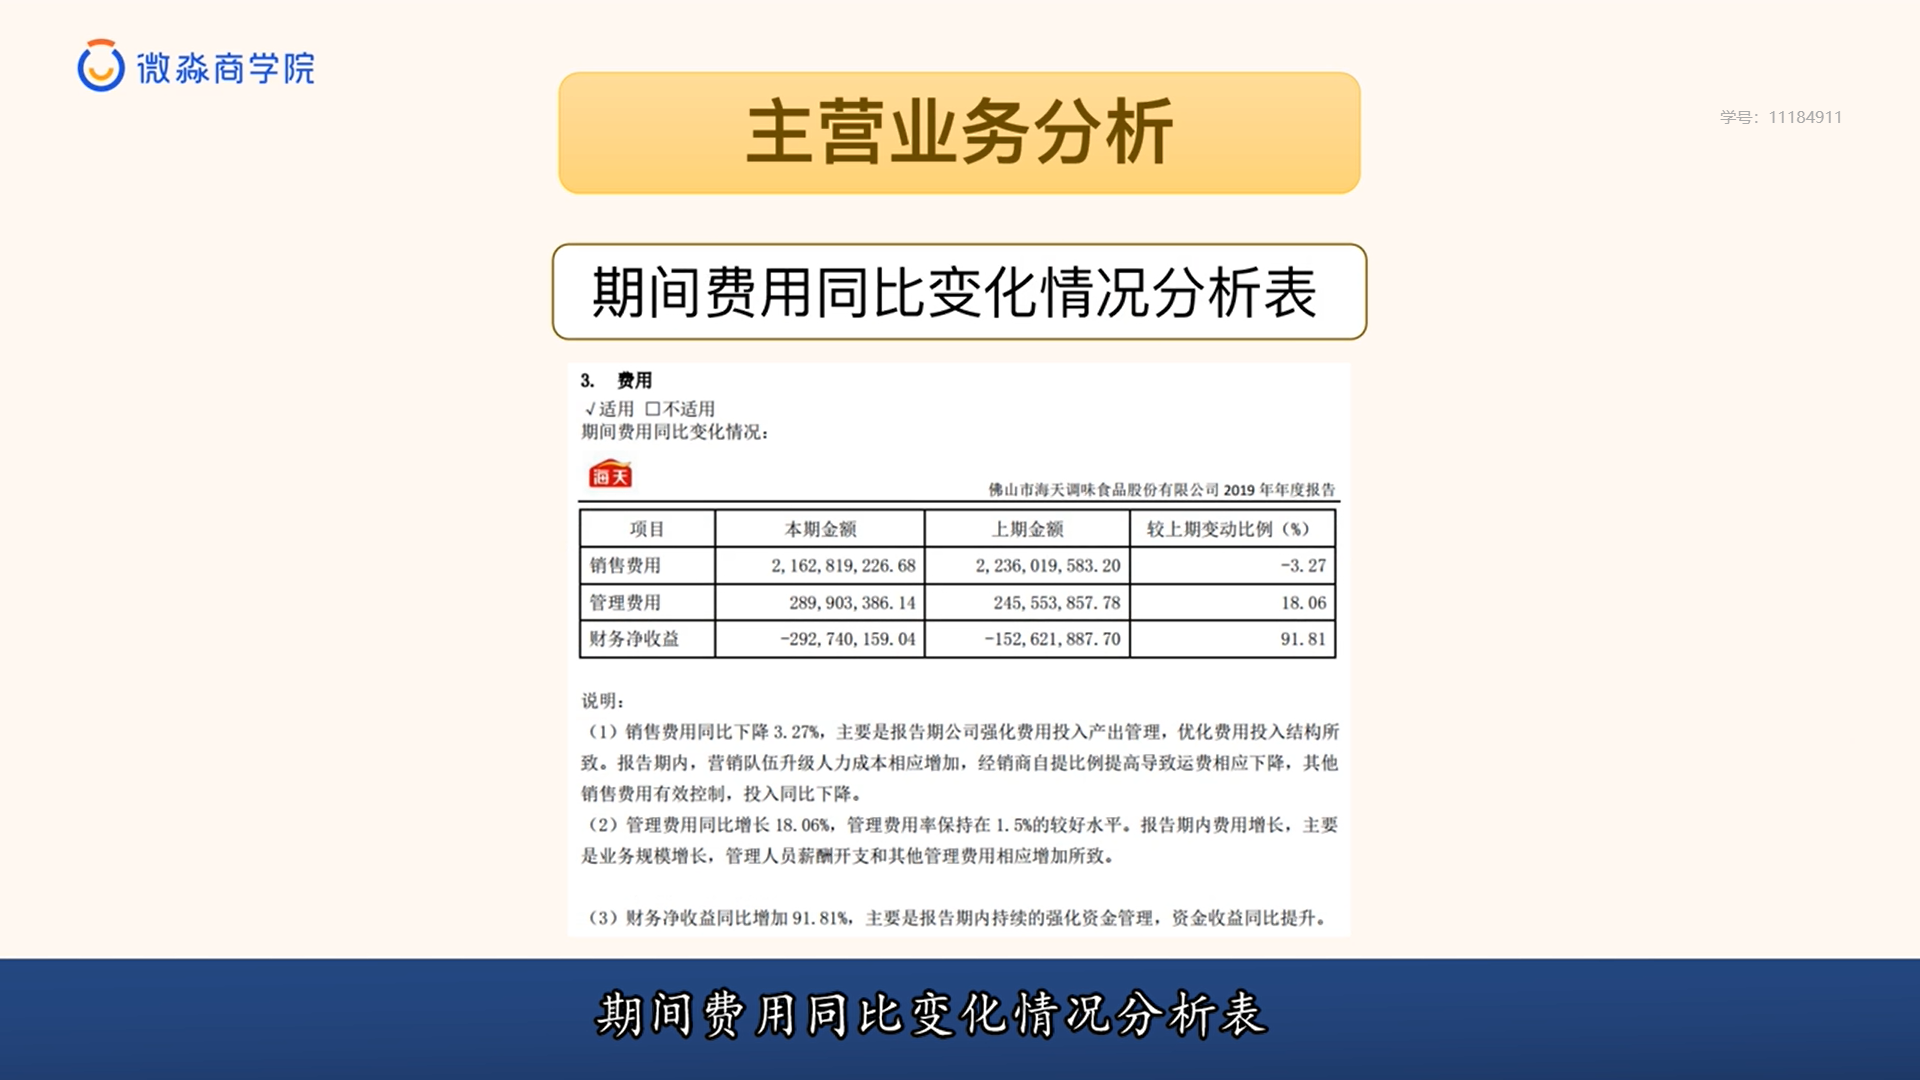 微淼商学院
学号：11184911
主营业务分析
期间费用同比变化情况分析表
3. 费用
√适用 □不适用
期间费用同比变化情况：
海天
佛山市海天调味食品股份有限公司 2019 年年度报告
项目 本期金额 上期金额 较上期变动比例（%）
销售费用 2,162,819,226.68 2,236,019,583.20 -3.27
管理费用 289,903,386.14 245,553,857.78 18.06
财务净收益 -292,740,159.04 -152,621,887.70 91.81
说明：
（1）销售费用同比下降 3.27%，主要是报告期公司强化费用投入产出管理，优化费用投入结构所
致。报告期内，营销队伍升级人力成本相应增加，经销商自提比例提高导致运费相应下降，其他
销售费用有效控制，投入同比下降。
（2）管理费用同比增长 18.06%，管理费用率保持在 1.5%的较好水平。报告期内费用增长，主要
是业务规模增长，管理人员薪酬开支和其他管理费用相应增加所致。
（3）财务净收益同比增加 91.81%，主要是报告期内持续的强化资金管理，资金收益同比提升。
期间费用同比变化情况分析表